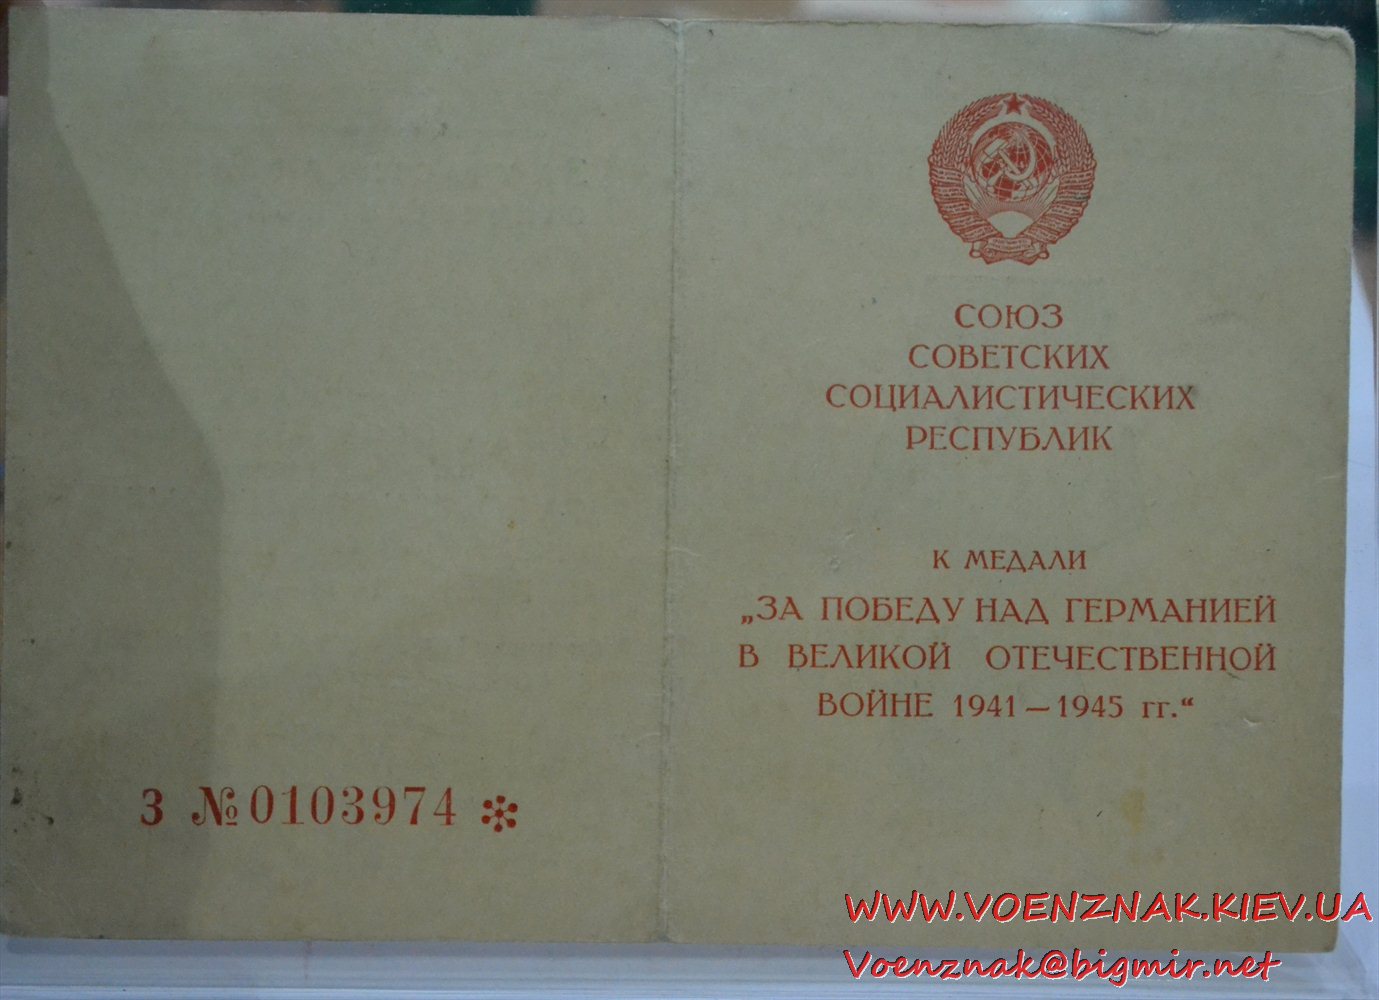 СОЮЗ
СОВЕТСКИХ
СОЦИАЛИСТИЧЕСКИХ
РЕСПУБЛИК
К МЕДАЛИ
„ЗА ПОБЕДУ НАД ГЕРМАНИЕЙ
В ВЕЛИКОЙ ОТЕЧЕСТВЕННОЙ
ВОЙНЕ 1941 — 1945 гг.“
З №0103974
WWW.VOENZNAK.KIEV.UA
Voenznak@bigmir.net